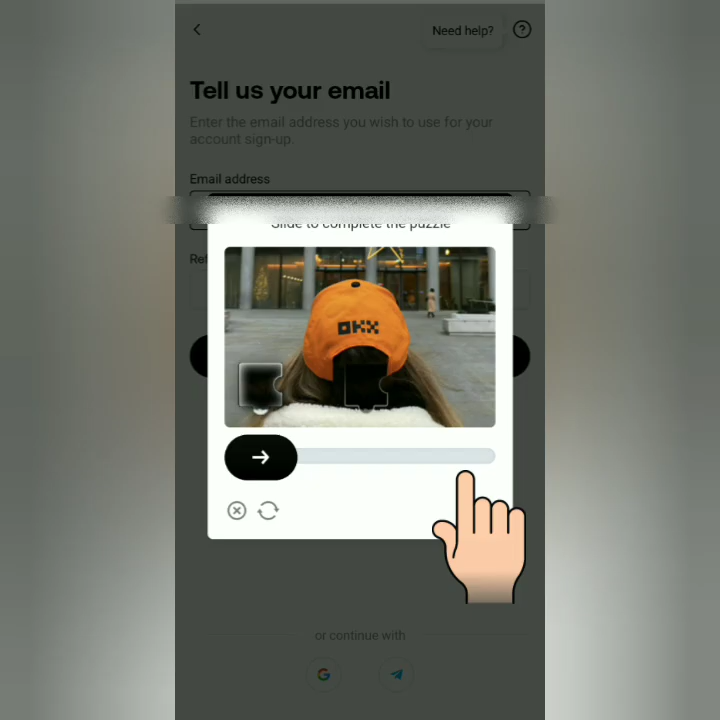 Need help?
Tell us your email
Enter the email address you wish to use for your
account sign-up.
Email address
Slide to complete the puzzle
OKX
or continue with